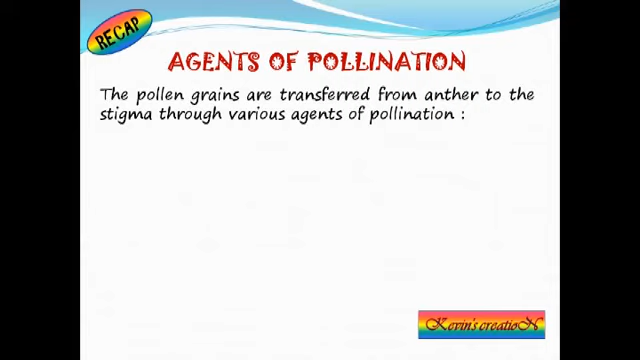 RECAP
AGENTS OF POLLINATION
The pollen grains are transferred from anther to the
stigma through various agents of pollination :
Kevin's creatioN